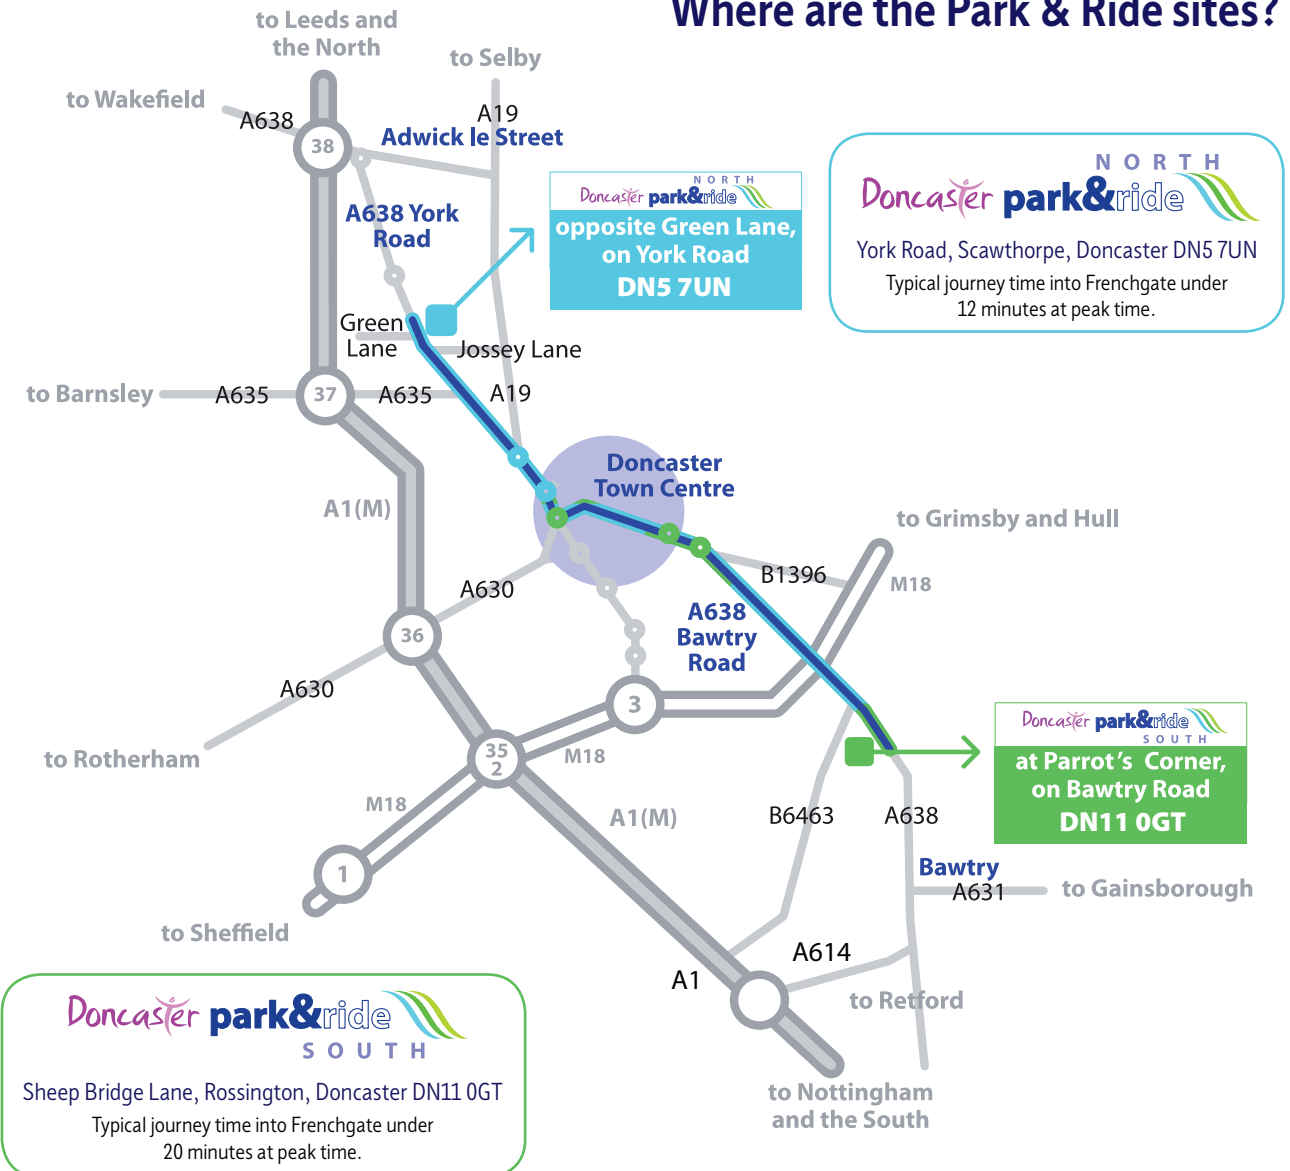 Where are the Park & Ride sites?
to Leeds and
the North
to Selby
to Wakefield
A638
A19
Adwick le Street
38
NORTH
Doncaster park&ride
opposite Green Lane,
on York Road
DN5 7UN
NORTH
Doncaster park&ride
York Road, Scawthorpe, Doncaster DN5 7UN
Typical journey time into Frenchgate under
12 minutes at peak time.
A638 York
Road
Green
Lane
Jossey Lane
to Barnsley
A635
37
A635
A19
Doncaster
Town Centre
A1(M)
to Grimsby and Hull
B1396
M18
A630
A638
Bawtry
Road
36
A630
3
to Rotherham
35
2
M18
Doncaster park&ride
SOUTH
at Parrot's Corner,
on Bawtry Road
DN11 0GT
M18
A1(M)
B6463
A638
1
Bawtry
A631
to Gainsborough
to Sheffield
A614
A1
to Retford
Doncaster park&ride
SOUTH
Sheep Bridge Lane, Rossington, Doncaster DN11 0GT
Typical journey time into Frenchgate under
20 minutes at peak time.
to Nottingham
and the South